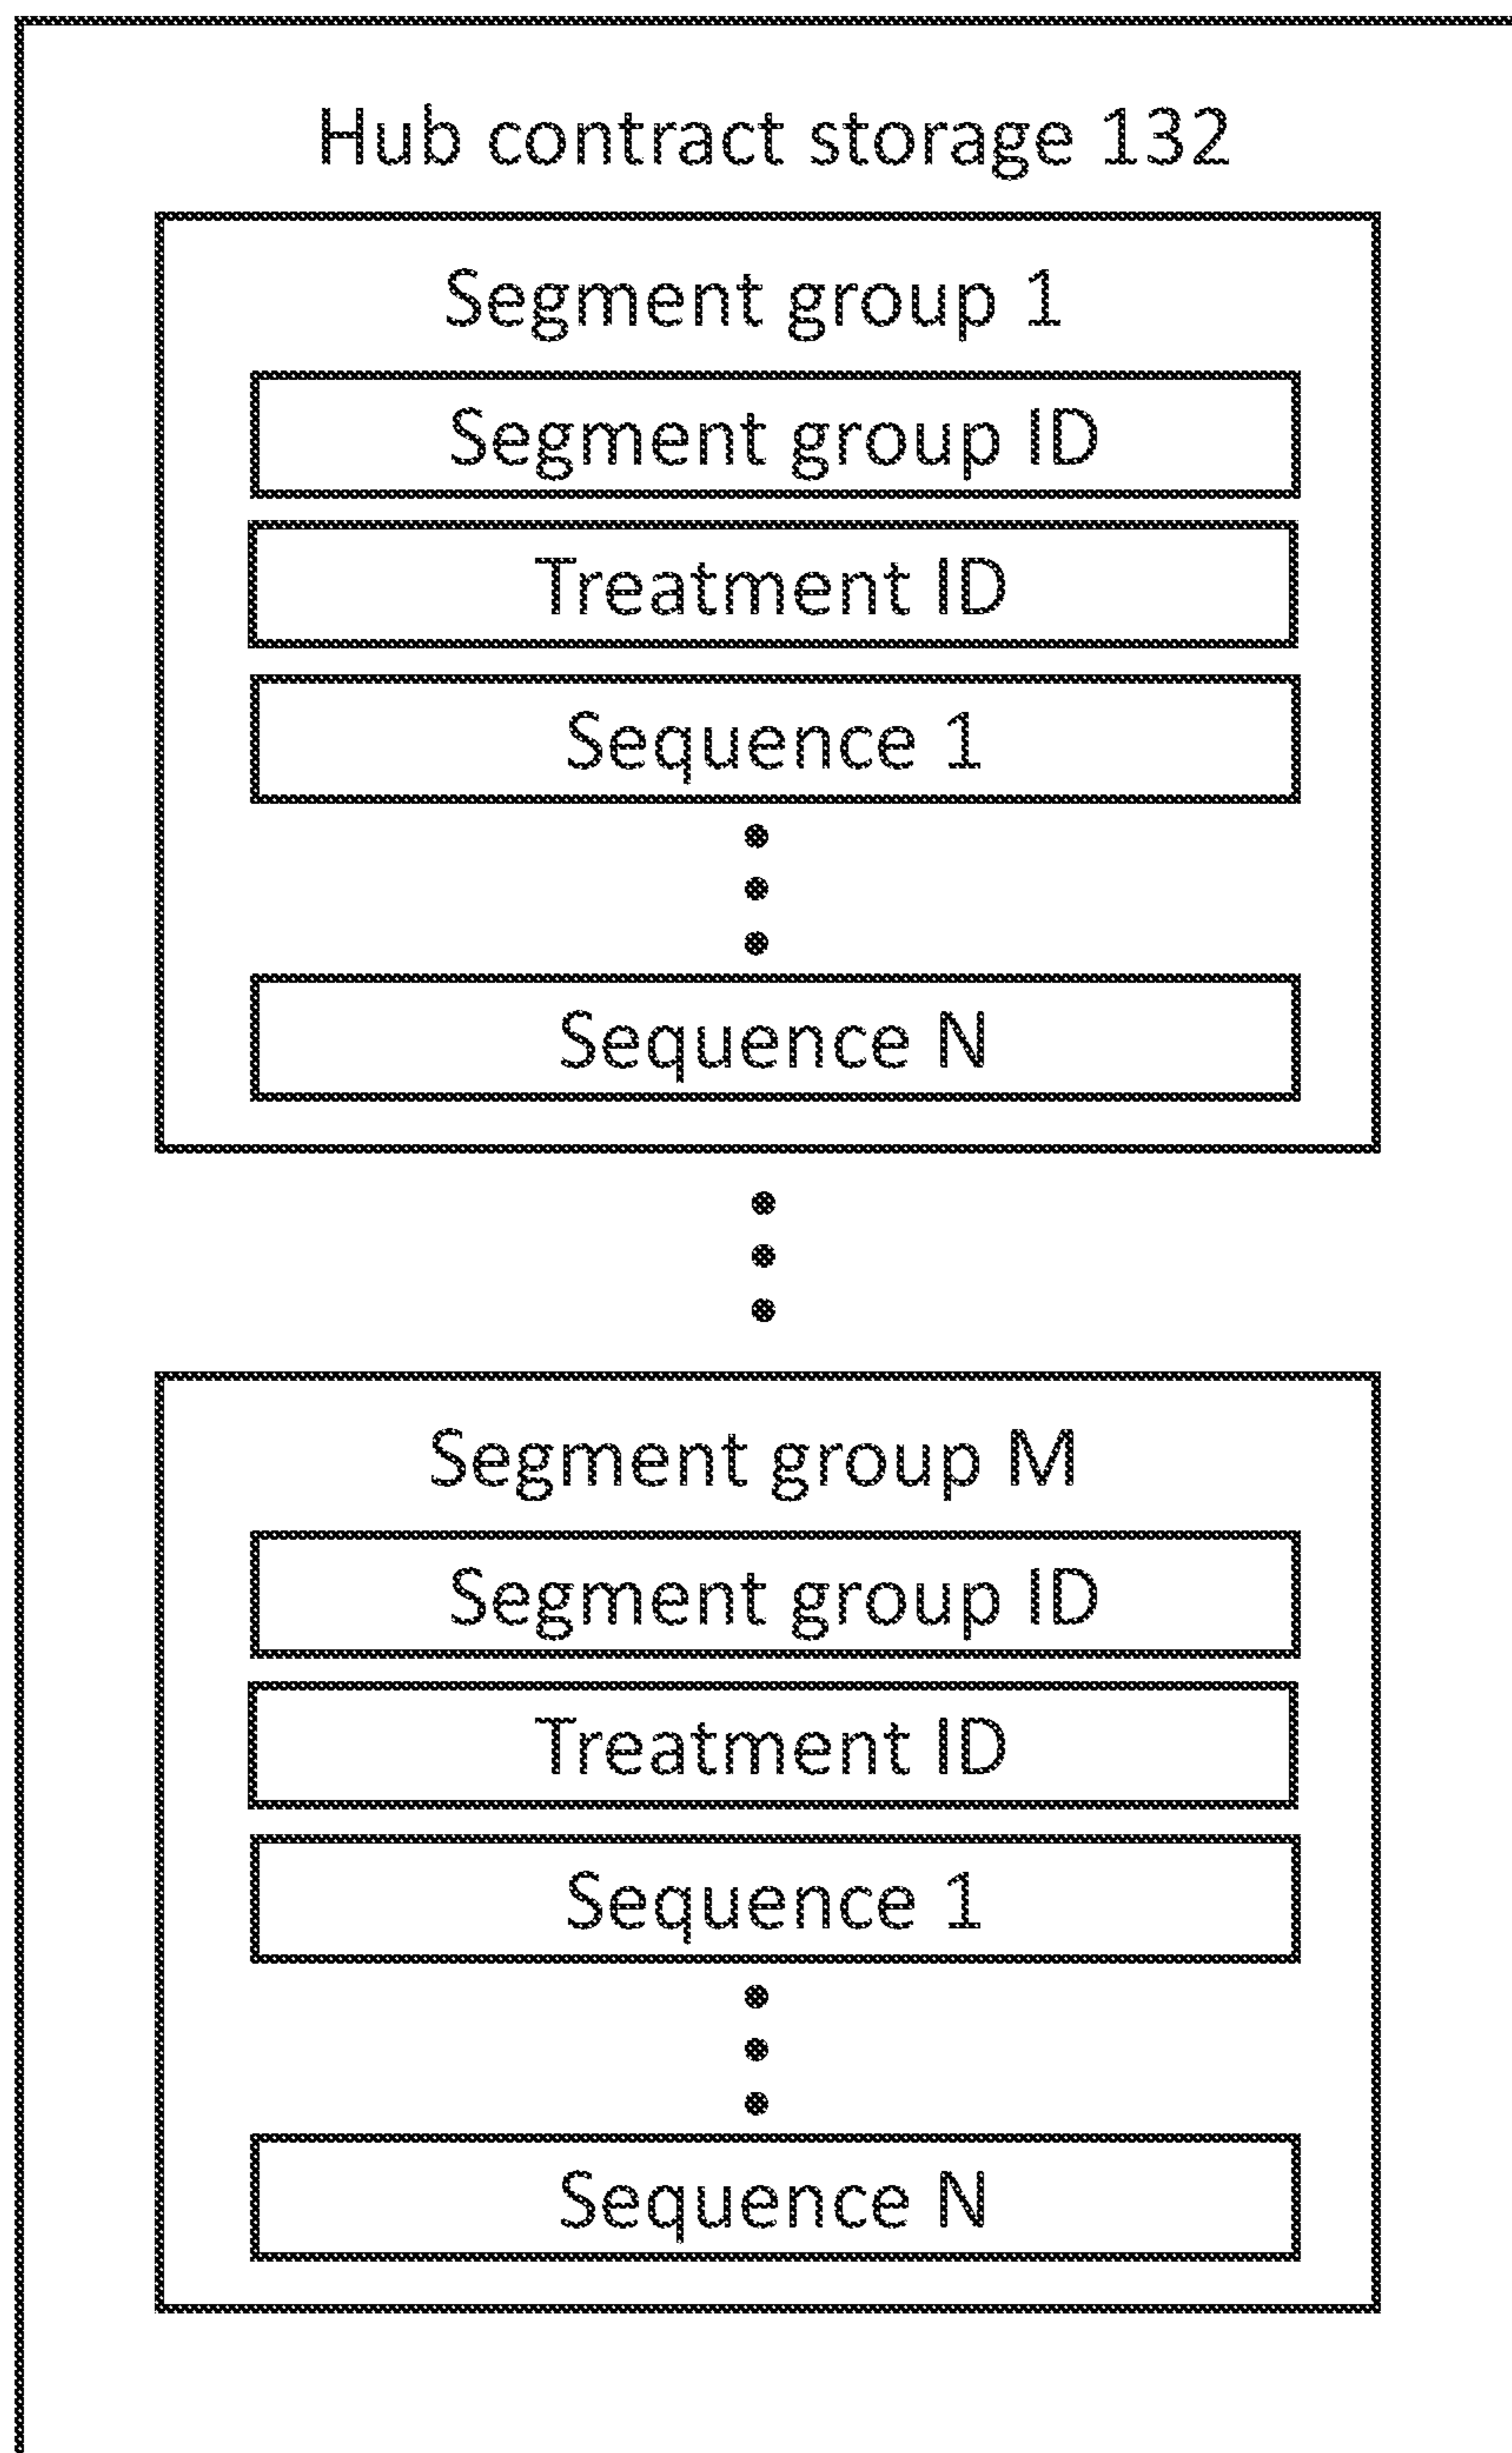 Hub contract storage 132
Segment group 1
Segment group ID
Treatment ID
Sequence 1
Sequence N
Segment group M
Segment group ID
Treatment ID
Sequence 1
Sequence N